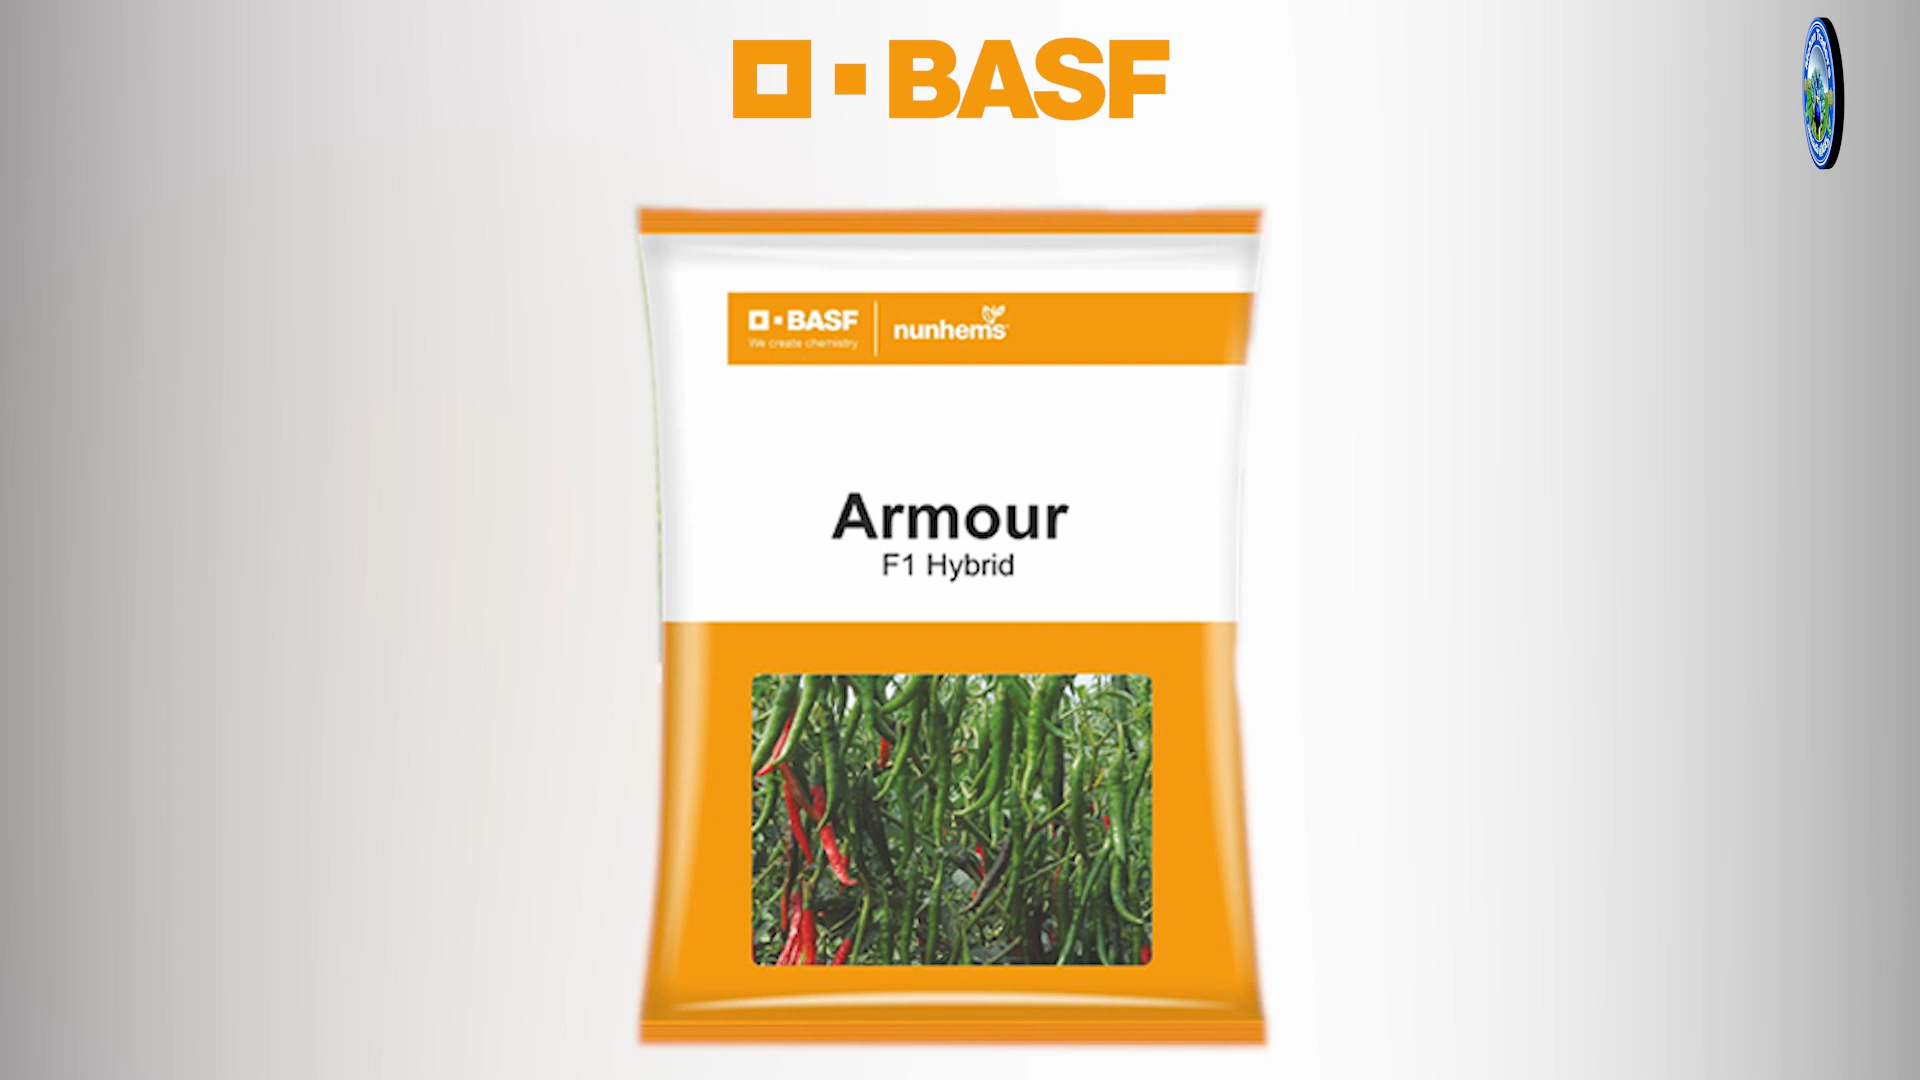 BASF
BASF
We create chemistry
nunhems
Armour
F1 Hybrid